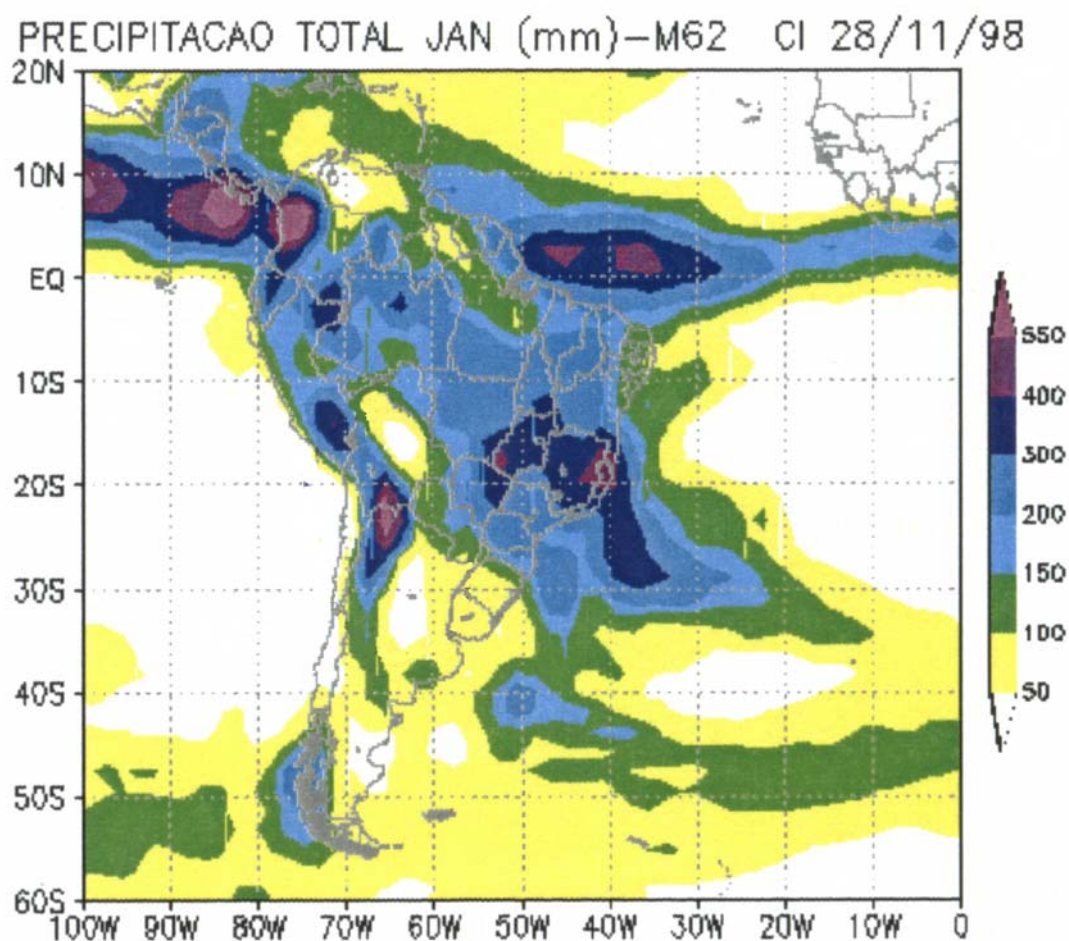 PRECIPITACAO TOTAL JAN (mm)-M62 CI 28/11/98
20N
10N
EQ
10S
20S
30S
40S
50S
60S
100W 90W 80W 70W 60W 50W 40W 30W 20W 10W 0
550
400
300
200
150
100
50